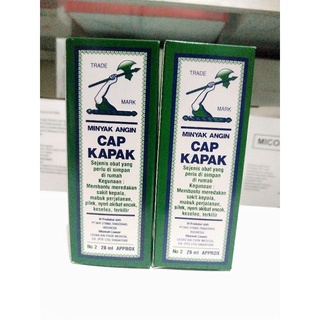 TRADE
MARK
MINYAK ANGIN
CAP
KAPAK
Sejenis obat yang
perlu di simpan
di rumah
Kegunaan :
Membantu meredakan
sakit kepala,
mabuk perjalanan,
pilek, nyeri akibat encok,
keseleo, terkilir
No 2 28 ml APPROX
TRADE
MARK
MINYAK ANGIN
CAP
KAPAK
Sejenis obat yang
perlu di simpan
di rumah
Kegunaan :
Membantu meredakan
sakit kepala,
mabuk perjalanan,
pilek, nyeri akibat encok,
keseleo, terkilir
No 2 28 ml APPROX